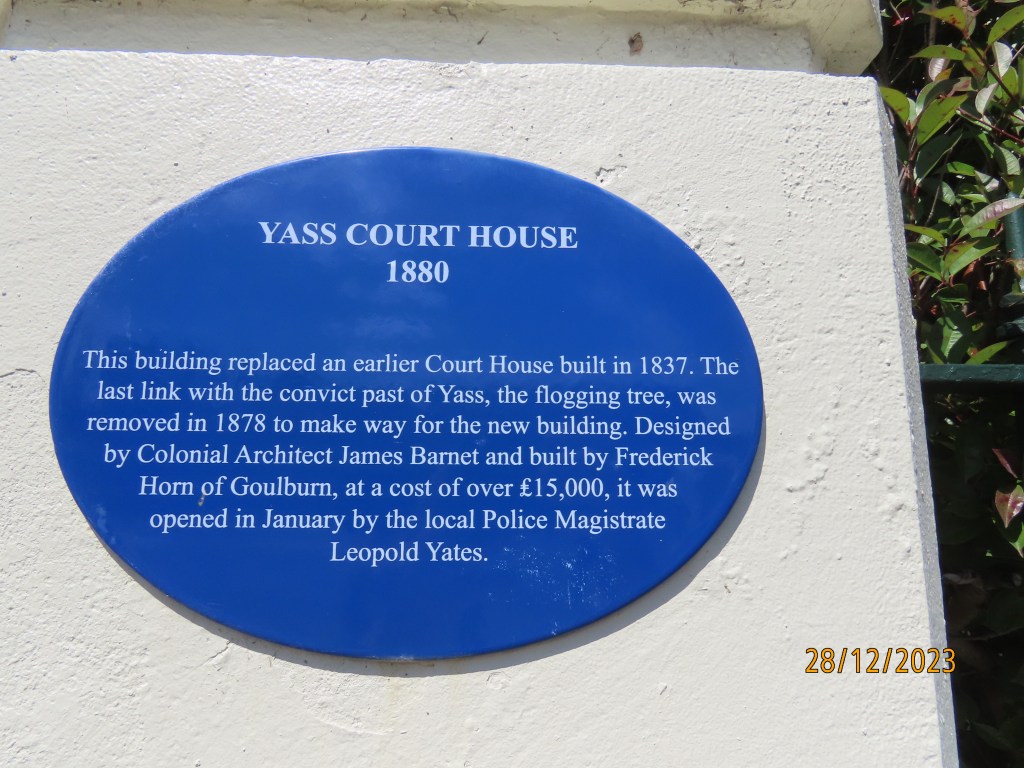 YASS COURT HOUSE
1880
This building replaced an earlier Court House built in 1837. The
last link with the convict past of Yass, the flogging tree, was
removed in 1878 to make way for the new building. Designed
by Colonial Architect James Barnet and built by Frederick
Horn of Goulburn, at a cost of over £15,000, it was
opened in January by the local Police Magistrate
Leopold Yates.
28/12/2023